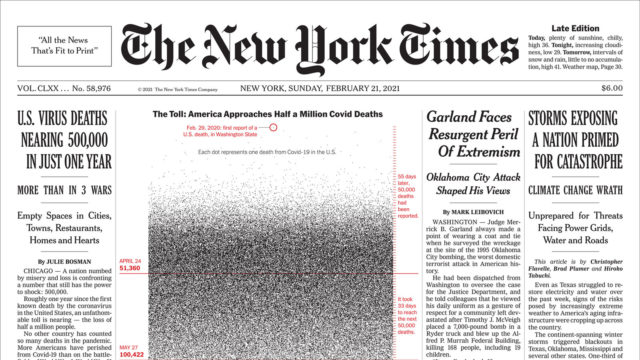 "All the News
That's Fit to Print"
The New York Times
Late Edition
Today, plenty of sunshine, chilly,
high 36. Tonight, increasing cloudi-
ness, low 29. Tomorrow, intervals of
snow and rain, little to no accumula-
tion, high 41. Weather map, Page 30.
VOL. CLXX . . . No. 58,976
© 2021 The New York Times Company
NEW YORK, SUNDAY, FEBRUARY 21, 2021
$6.00
U.S. VIRUS DEATHS
NEARING 500,000
IN JUST ONE YEAR
MORE THAN IN 3 WARS
Empty Spaces in Cities,
Towns, Restaurants,
Homes and Hearts
By JULIE BOSMAN
CHICAGO — A nation numbed
by misery and loss is confronting
a number that still has the power
to shock: 500,000.
Roughly one year since the first
known death by the coronavirus
in the United States, an unfathom-
able toll is nearing — the loss of
half a million people.
No other country has counted
so many deaths in the pandemic.
More Americans have perished
from Covid-19 than on the battle-
The Toll: America Approaches Half a Million Covid Deaths
Feb. 29, 2020: first report of a
U.S. death, in Washington State
Each dot represents one death from Covid-19 in the U.S.
55 days
later,
50,000
deaths
had
been
reported.
APRIL 24
51,360
It took
33 days
to reach
the next
50,000
deaths.
MAY 27
100,422
Garland Faces
Resurgent Peril
Of Extremism
Oklahoma City Attack
Shaped His Views
By MARK LEIBOVICH
WASHINGTON — Judge Mer-
rick B. Garland always made a
point of wearing a coat and tie
when he surveyed the wreckage
at the site of the 1995 Oklahoma
City bombing, the worst domestic
terrorist attack in American his-
tory.
He had been dispatched from
Washington to oversee the case
for the Justice Department, and
he told colleagues that he viewed
his daily uniform as a gesture of
respect for a community left dev-
astated after Timothy J. McVeigh
placed a 7,000-pound bomb in a
Ryder truck and blew up the Al-
fred P. Murrah Federal Building,
killing 168 people, including 19
children.
STORMS EXPOSING
A NATION PRIMED
FOR CATASTROPHE
CLIMATE CHANGE WRATH
Unprepared for Threats
Facing Power Grids,
Water and Roads
This article is by Christopher
Flavelle, Brad Plumer and Hiroko
Tabuchi.
Even as Texas struggled to re-
store electricity and water over
the past week, signs of the risks
posed by increasingly extreme
weather to America's aging infra-
structure were cropping up across
the country.
The continent-spanning winter
storms triggered blackouts in
Texas, Oklahoma, Mississippi and
several other states. One-third of